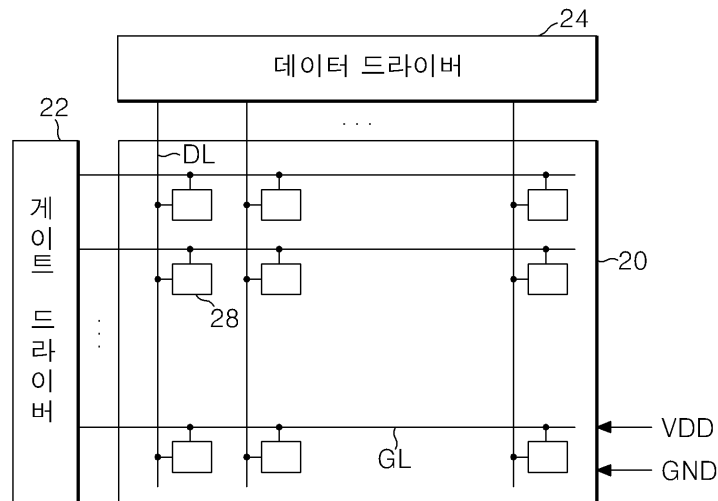 24
데이터 드라이버
22
. . .
DL
게이트 드라이버
20
28
. . .
VDD
GL
GND